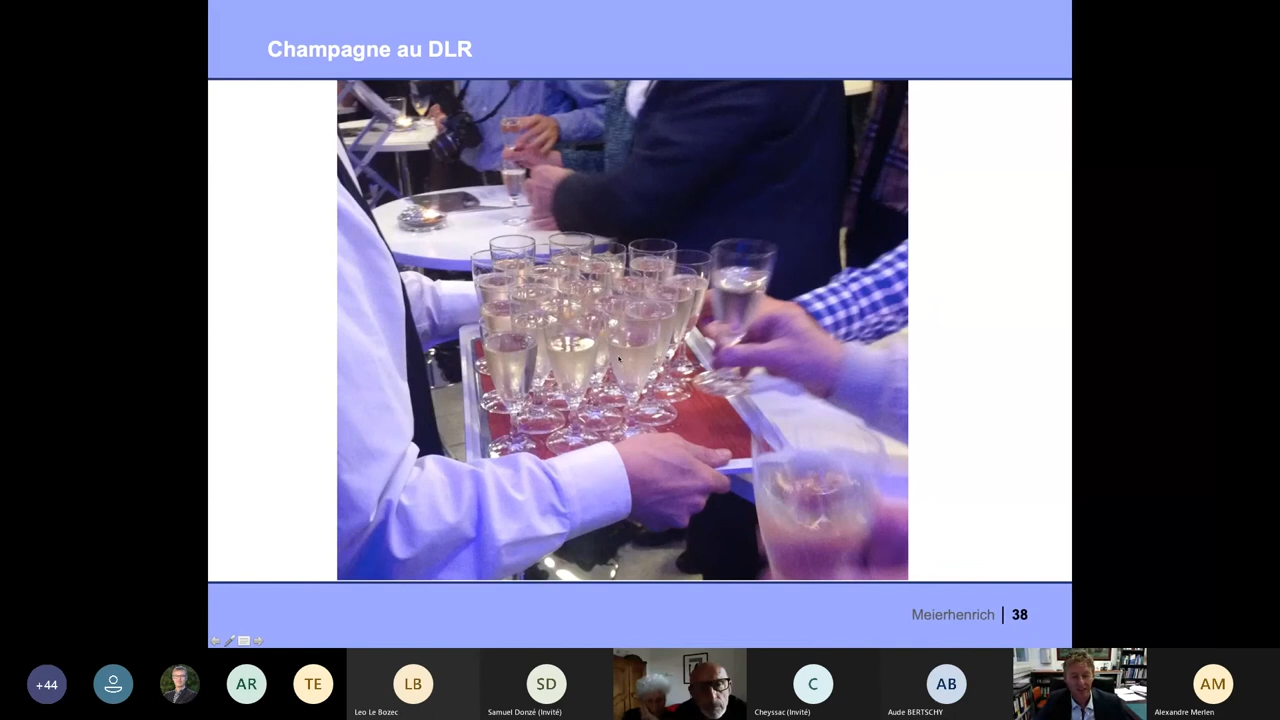 Champagne au DLR
Meierhenrich | 38
+44
AR
TE
LB
Leo Le Bozec
SD
Samuel Donzé (Invité)
C
Cheyssac (Invité)
AB
Aude BERTSCHY
AM
Alexandre Merlen